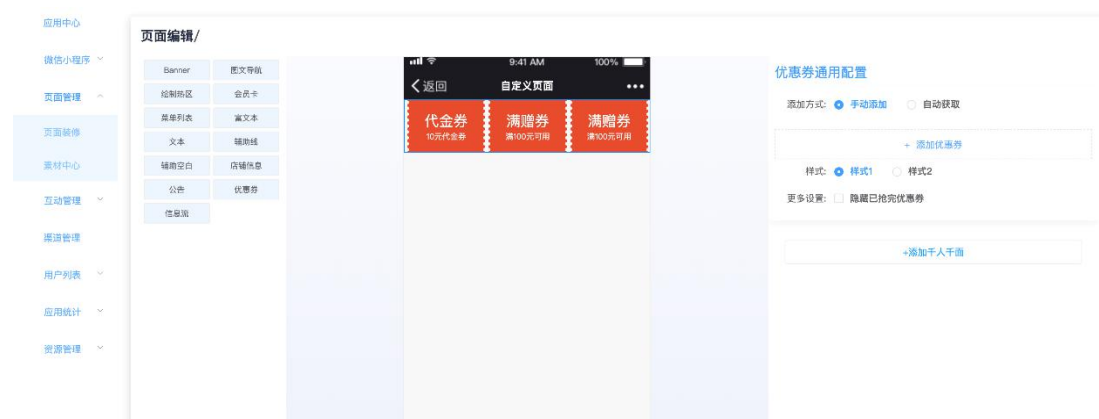 应用中心
微信小程序
页面管理
页面装修
素材中心
互动管理
渠道管理
用户列表
应用统计
资源管理
页面编辑/
Banner 图文导航
绘制热区 会员卡
菜单列表 富文本
文本 辅助线
辅助空白 店铺信息
公告 优惠券
信息流
9:41 AM 100%
返回 自定义页面
代金券 满赠券 满赠券
10元代金券 满100元可用 满100元可用
优惠券通用配置
添加方式: 手动添加 自动获取
+ 添加优惠券
样式: 样式1 样式2
更多设置: 隐藏已抢完优惠券
+添加千人千面